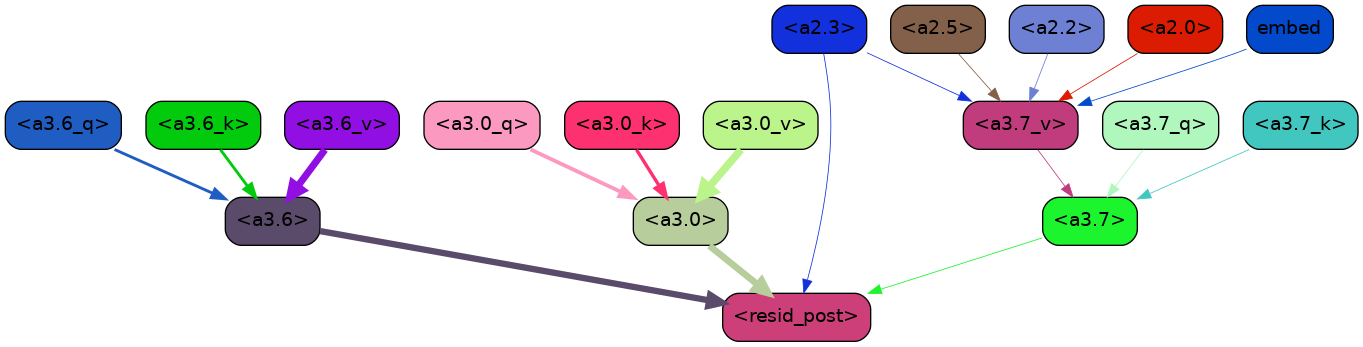 <a2.3>
<a2.5>
<a2.2>
<a2.0>
embed
<a3.6_q>
<a3.6_k>
<a3.6_v>
<a3.0_q>
<a3.0_k>
<a3.0_v>
<a3.7_v>
<a3.7_q>
<a3.7_k>
<a3.6>
<a3.0>
<a3.7>
<resid_post>